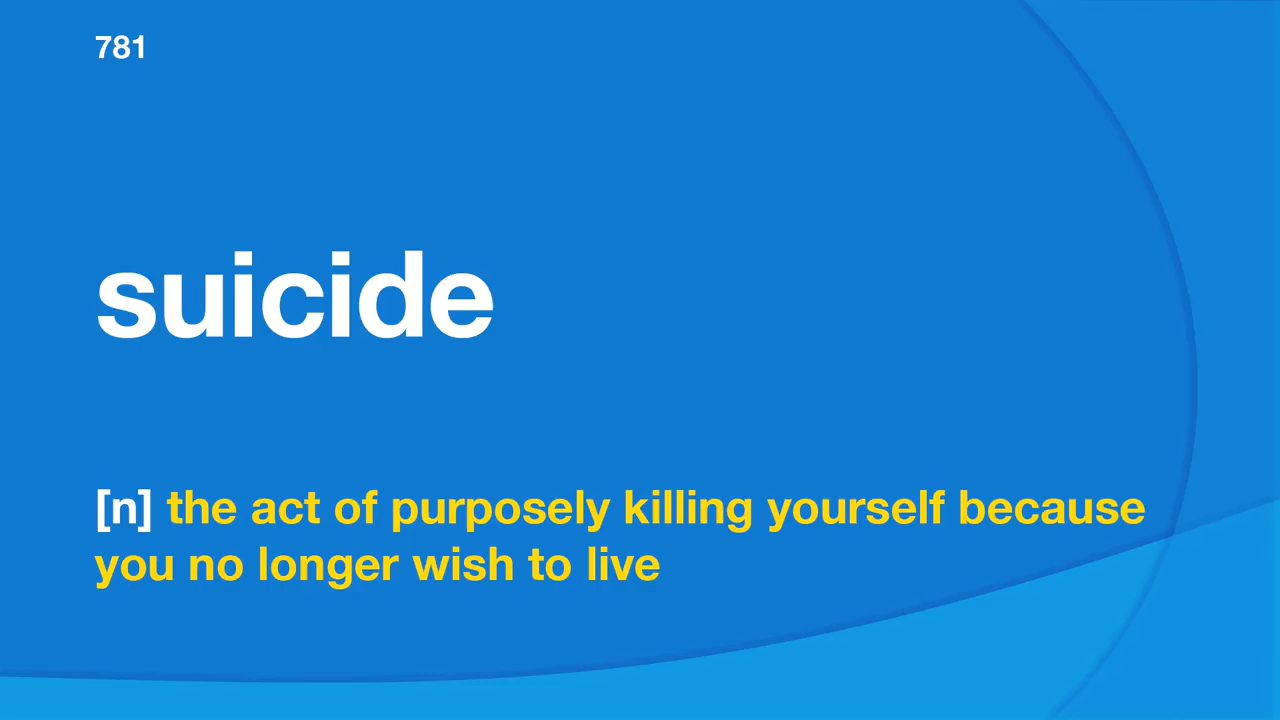 781
suicide
[n] the act of purposely killing yourself because
you no longer wish to live